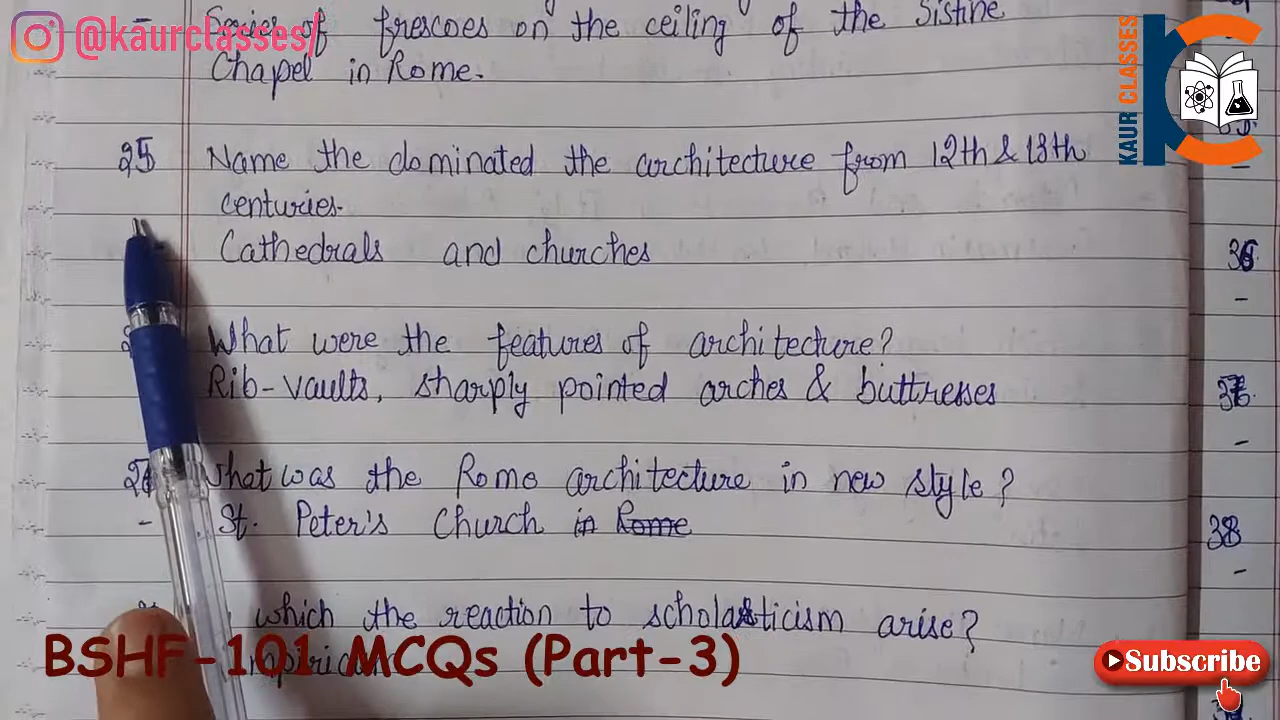 @kaurclasses/
Series of frescoes on the ceiling of the Sistine
Chapel in Rome.
25 Name the dominated the architecture from 12th & 13th
centuries.
Cathedrals and churches
What were the features of architecture?
Rib-vaults, sharply pointed arches & buttresses
What was the Rome architecture in new style?
- St. Peter's Church in Rome
which the reaction to scholasticism arise?
BSHF-101 MCQs (Part-3)
KAUR CLASSES
36
-
-
38
-
Subscribe